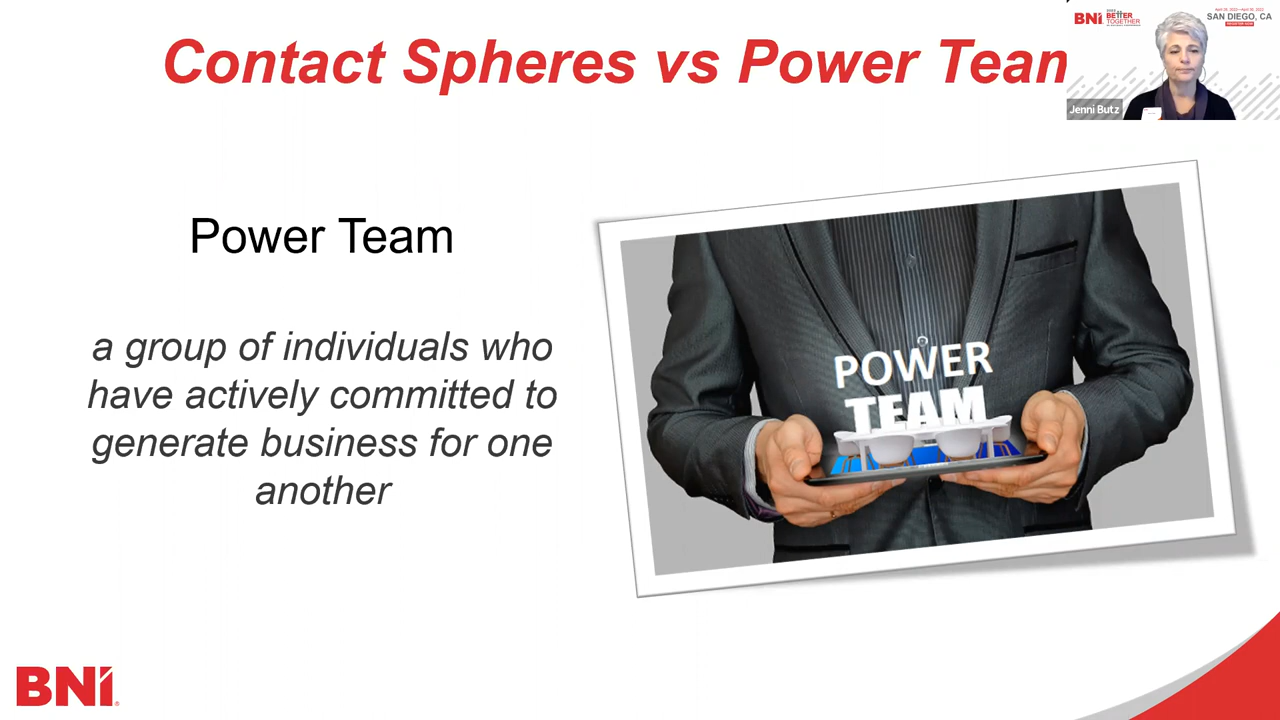 Contact Spheres vs Power Tean
BNI
BETTER
TOGETHER
SAN DIEGO, CA
Jenni Butz
Power Team
a group of individuals who
have actively committed to
generate business for one
another
POWER
TEAM
BNI